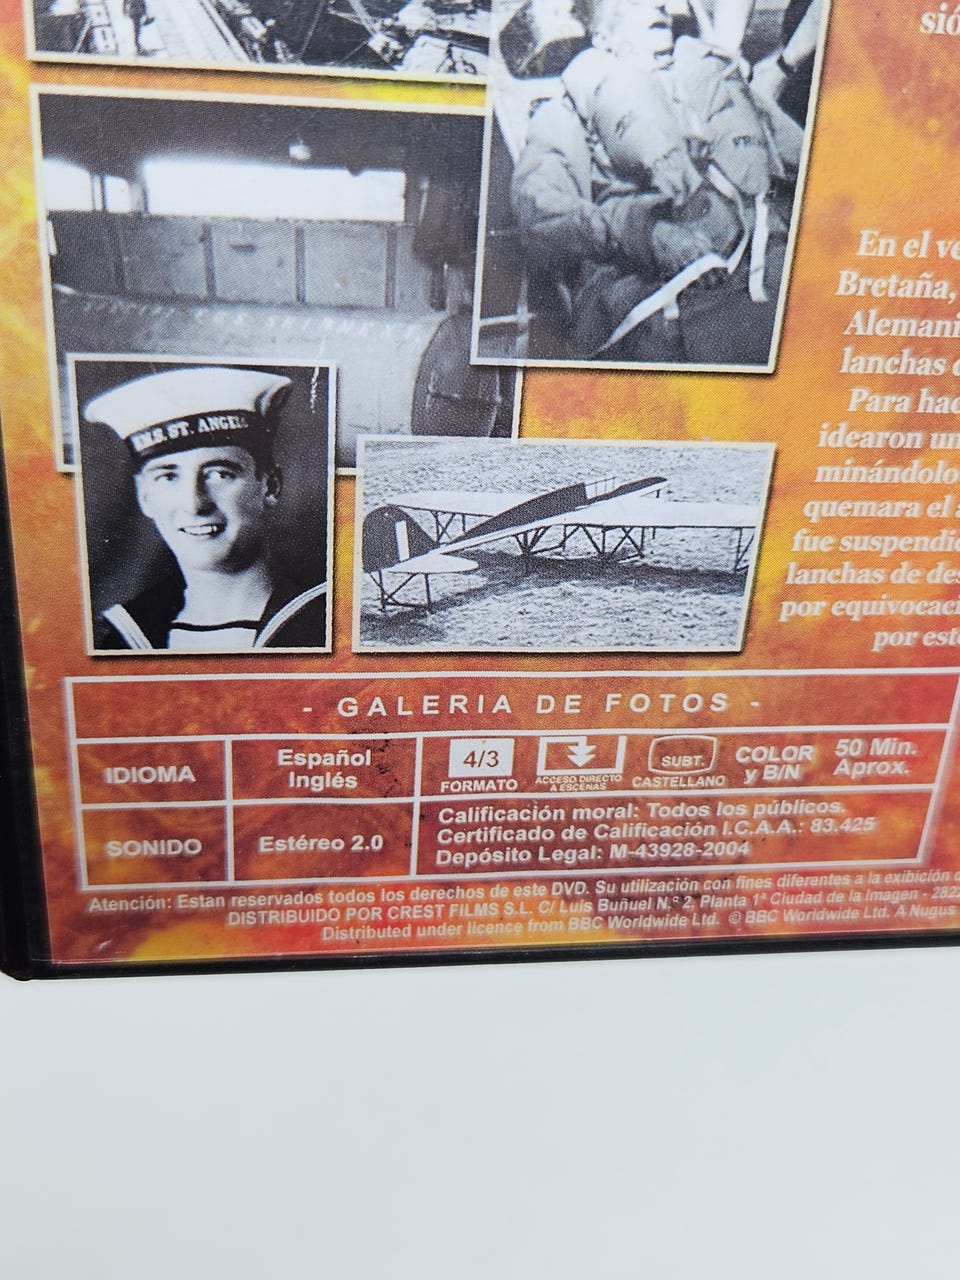 sió
En el ve
Bretaña,
Alemani
lanchas d
Para hac
idearon un
minándolo
quemara el a
fue suspendid
lanchas de des
por equivocaci
por este
H.M.S. ST. ANGEL
- GALERIA DE FOTOS -
IDIOMA
Español
Inglés
4/3
FORMATO
ACCESO DIRECTO
A ESCENAS
SUBT.
CASTELLANO
COLOR
y B/N
50 Min.
Aprox.
SONIDO
Estéreo 2.0
Calificación moral: Todos los públicos.
Certificado de Calificación I.C.A.A.: 83.425
Depósito Legal: M-43928-2004
Atención: Estan reservados todos los derechos de este DVD. Su utilización con fines diferentes a la exibición d
DISTRIBUIDO POR CREST FILMS S.L. C/ Luis Buñuel N.º 2, Planta 1ª Ciudad de la Imagen - 2822
Distributed under licence from BBC Worldwide Ltd. © BBC Worldwide Ltd. A Nugus